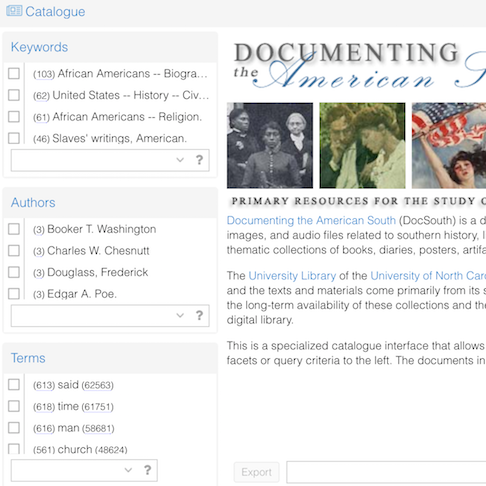 Catalogue
Keywords
(103) African Americans -- Biogra...
(62) United States -- History -- Civ...
(61) African Americans -- Religion.
(46) Slaves' writings, American.
?
Authors
(3) Booker T. Washington
(3) Charles W. Chesnutt
(3) Douglass, Frederick
(3) Edgar A. Poe.
?
Terms
(613) said (62563)
(618) time (61751)
(616) man (58681)
(561) church (48624)
?
DOCUMENTING
the American
PRIMARY RESOURCES FOR THE STUDY
Documenting the American South (DocSouth) is a d
images, and audio files related to southern history, l
thematic collections of books, diaries, posters, artifa
The University Library of the University of North Caro
and the texts and materials come primarily from its s
the long-term availability of these collections and the
digital library.
This is a specialized catalogue interface that allows
facets or query criteria to the left. The documents in
Export